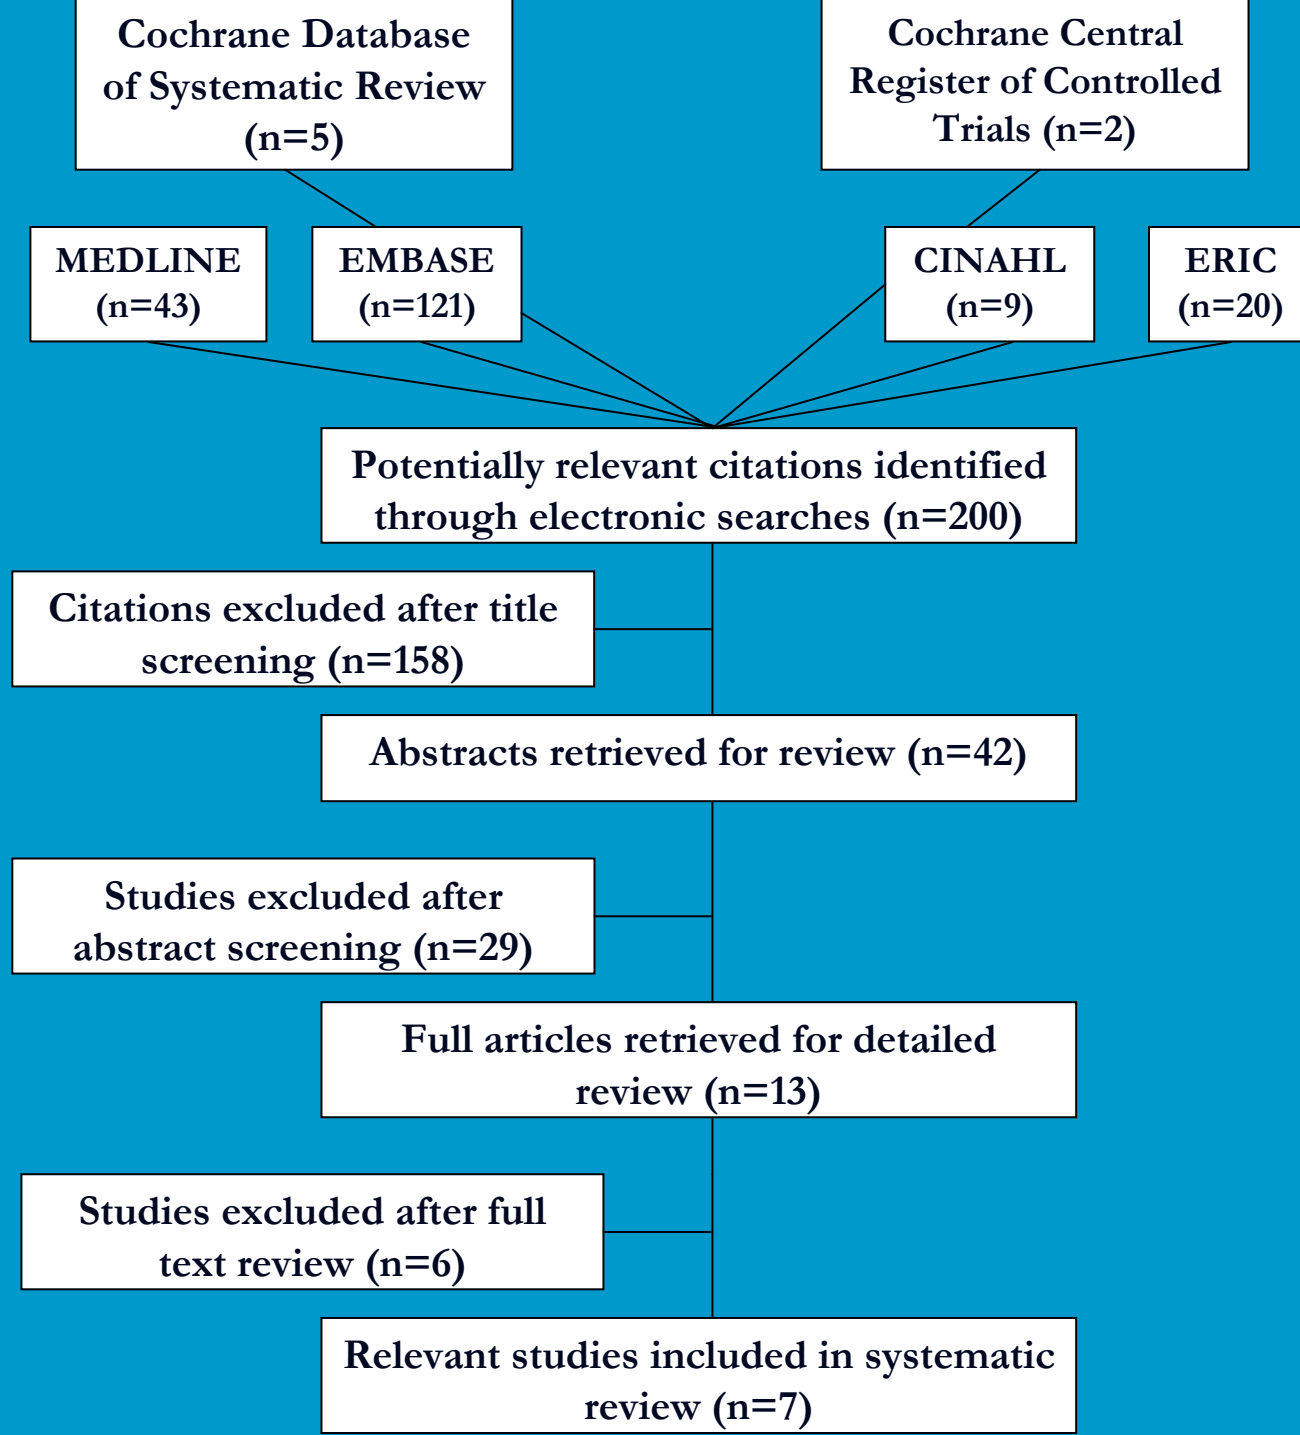 Cochrane Database
of Systematic Review
(n=5)
Cochrane Central
Register of Controlled
Trials (n=2)
MEDLINE
(n=43)
EMBASE
(n=121)
CINAHL
(n=9)
ERIC
(n=20)
Potentially relevant citations identified
through electronic searches (n=200)
Citations excluded after title
screening (n=158)
Abstracts retrieved for review (n=42)
Studies excluded after
abstract screening (n=29)
Full articles retrieved for detailed
review (n=13)
Studies excluded after full
text review (n=6)
Relevant studies included in systematic
review (n=7)